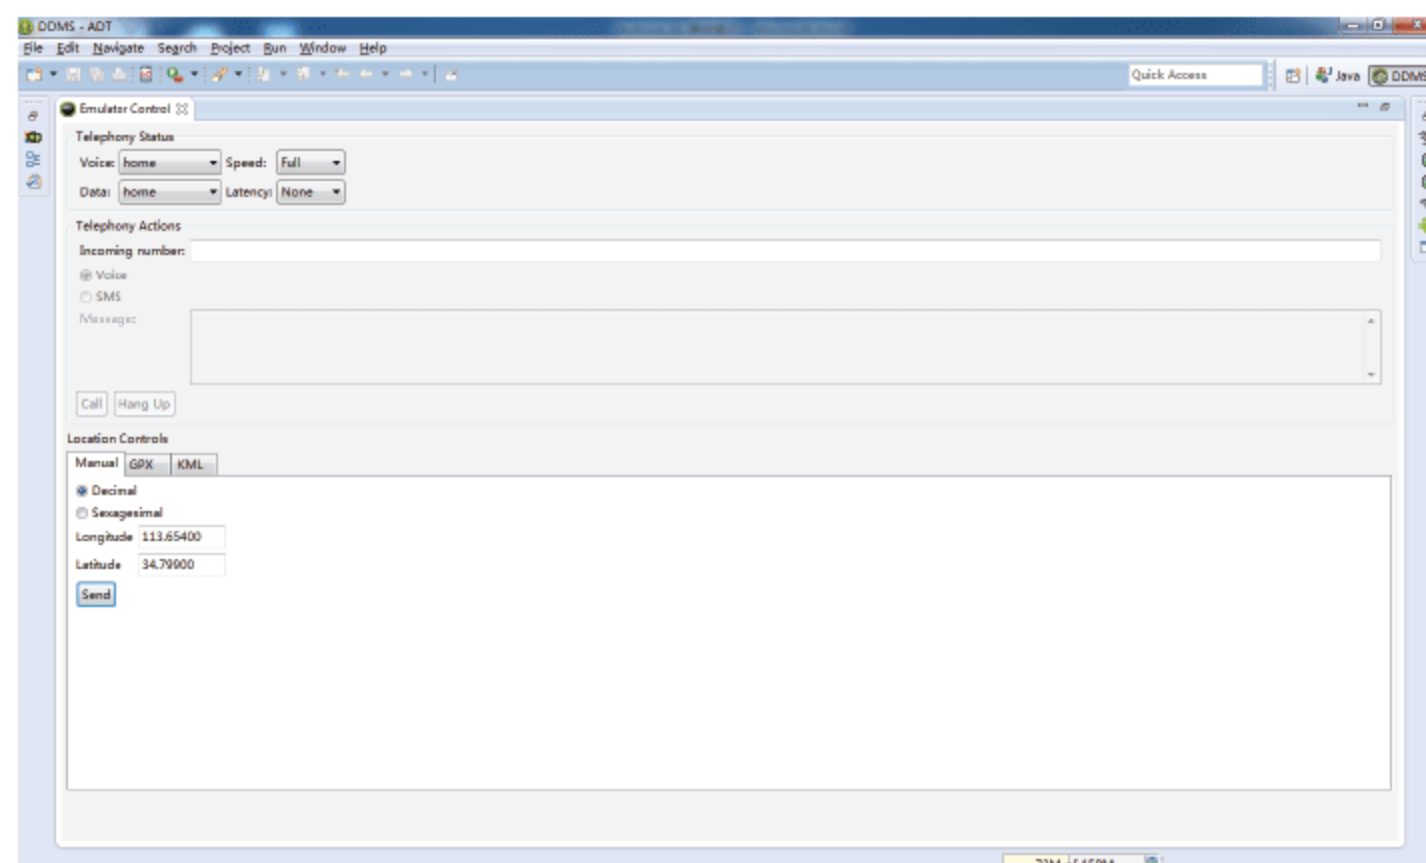 DDMS - ADT
File Edit Navigate Search Project Run Window Help
Quick Access Java DDMS
Emulator Control
Telephony Status
Voice: home Speed: Full
Data: home Latency: None
Telephony Actions
Incoming number:
Voice
SMS
Message:
Call Hang Up
Location Controls
Manual GPX KML
Decimal
Sexagesimal
Longitude 113.65400
Latitude 34.79900
Send